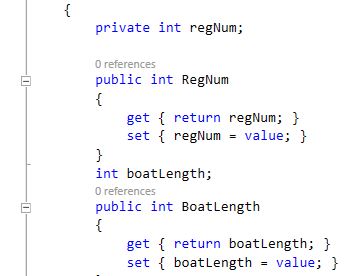 {
private int regNum;
0 references
public int RegNum
{
get { return regNum; }
set { regNum = value; }
}
int boatLength;
0 references
public int BoatLength
{
get { return boatLength; }
set { boatLength = value; }